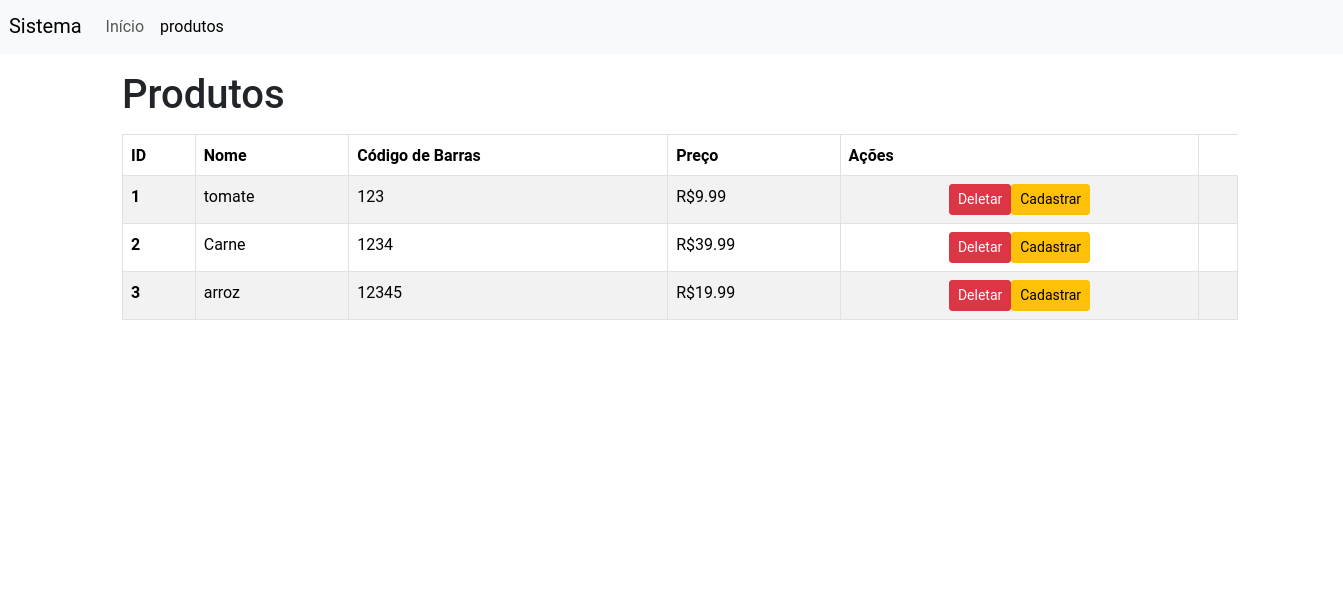 Sistema Início produtos
Produtos
ID Nome Código de Barras Preço Ações
1 tomate 123 R$9.99 Deletar Cadastrar
2 Carne 1234 R$39.99 Deletar Cadastrar
3 arroz 12345 R$19.99 Deletar Cadastrar